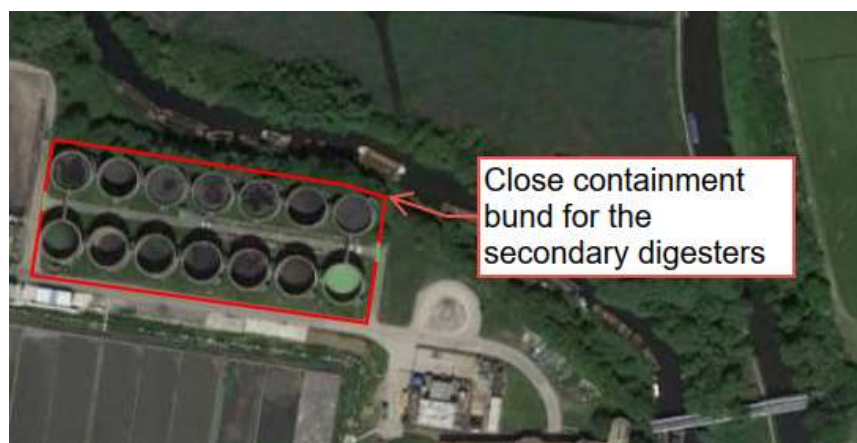 Close containment
bund for the
secondary digesters